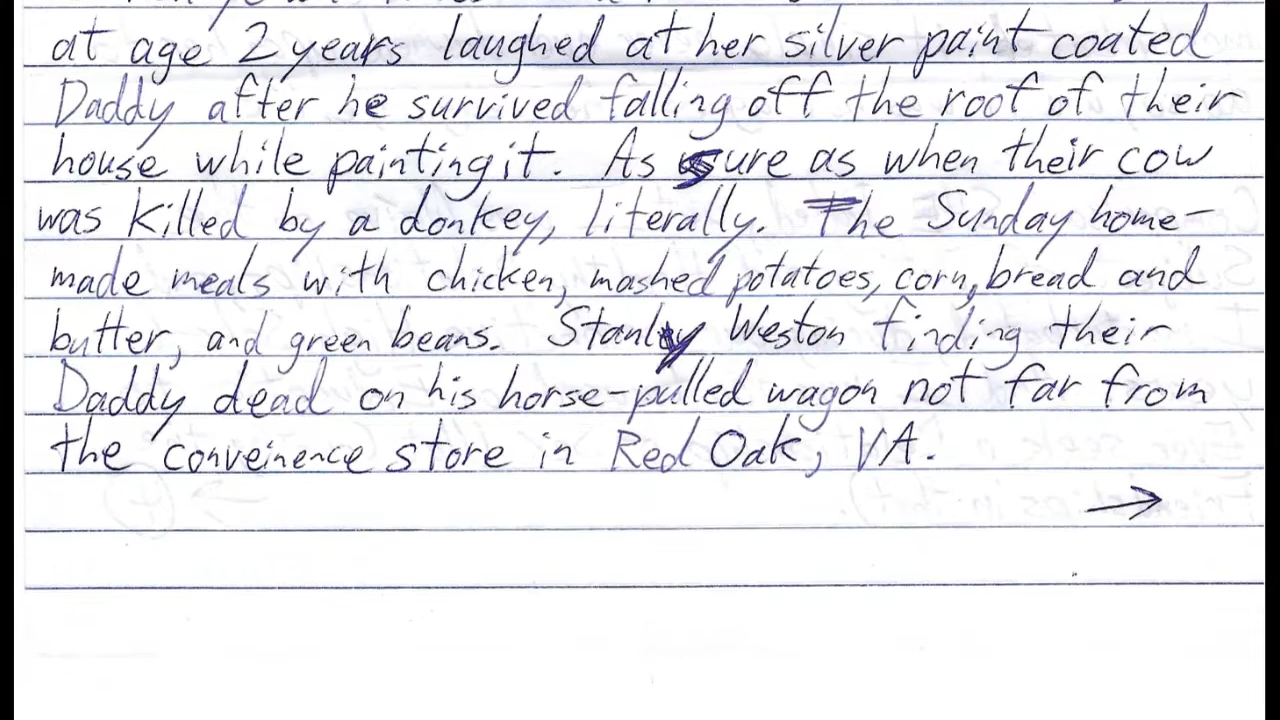 at age 2 years laughed at her silver paint coated
Daddy after he survived falling off the roof of their
house while painting it. As sure as when their cow
was killed by a donkey, literally. The Sunday home-
made meals with chicken, mashed potatoes, corn, bread and
butter, and green beans. Stanley Weston finding their
Daddy dead on his horse-pulled wagon not far from
the conveinence store in Red Oak, VA.
→